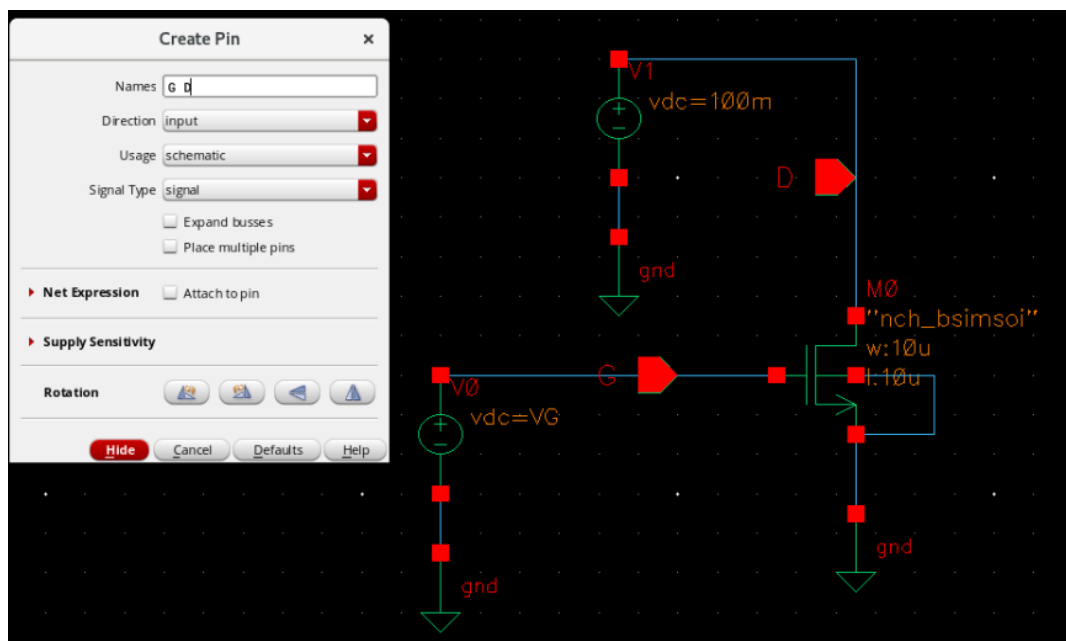 Create Pin ×
Names G D
Direction input
Usage schematic
Signal Type signal
Expand busses
Place multiple pins
Net Expression Attach to pin
Supply Sensitivity
Rotation
Hide Cancel Defaults Help
V1
vdc=100m
D
gnd
M0
"nch_bsimsoi"
w:10u
l:10u
G
V0
vdc=VG
gnd
gnd